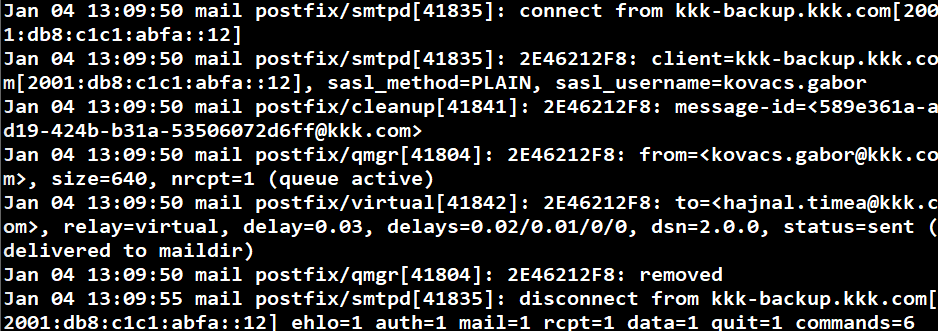 Jan 04 13:09:50 mail postfix/smtpd[41835]: connect from kkk-backup.kkk.com[200
1:db8:c1c1:abfa::12]
Jan 04 13:09:50 mail postfix/smtpd[41835]: 2E46212F8: client=kkk-backup.kkk.co
m[2001:db8:c1c1:abfa::12], sasl_method=PLAIN, sasl_username=kovacs.gabor
Jan 04 13:09:50 mail postfix/cleanup[41841]: 2E46212F8: message-id=<589e361a-a
d19-424b-b31a-53506072d6ff@kkk.com>
Jan 04 13:09:50 mail postfix/qmgr[41804]: 2E46212F8: from=<kovacs.gabor@kkk.co
m>, size=640, nrcpt=1 (queue active)
Jan 04 13:09:50 mail postfix/virtual[41842]: 2E46212F8: to=<hajnal.timea@kkk.c
om>, relay=virtual, delay=0.03, delays=0.02/0.01/0/0, dsn=2.0.0, status=sent (
delivered to maildir)
Jan 04 13:09:50 mail postfix/qmgr[41804]: 2E46212F8: removed
Jan 04 13:09:55 mail postfix/smtpd[41835]: disconnect from kkk-backup.kkk.com[
2001:db8:c1c1:abfa::12] ehlo=1 auth=1 mail=1 rcpt=1 data=1 quit=1 commands=6